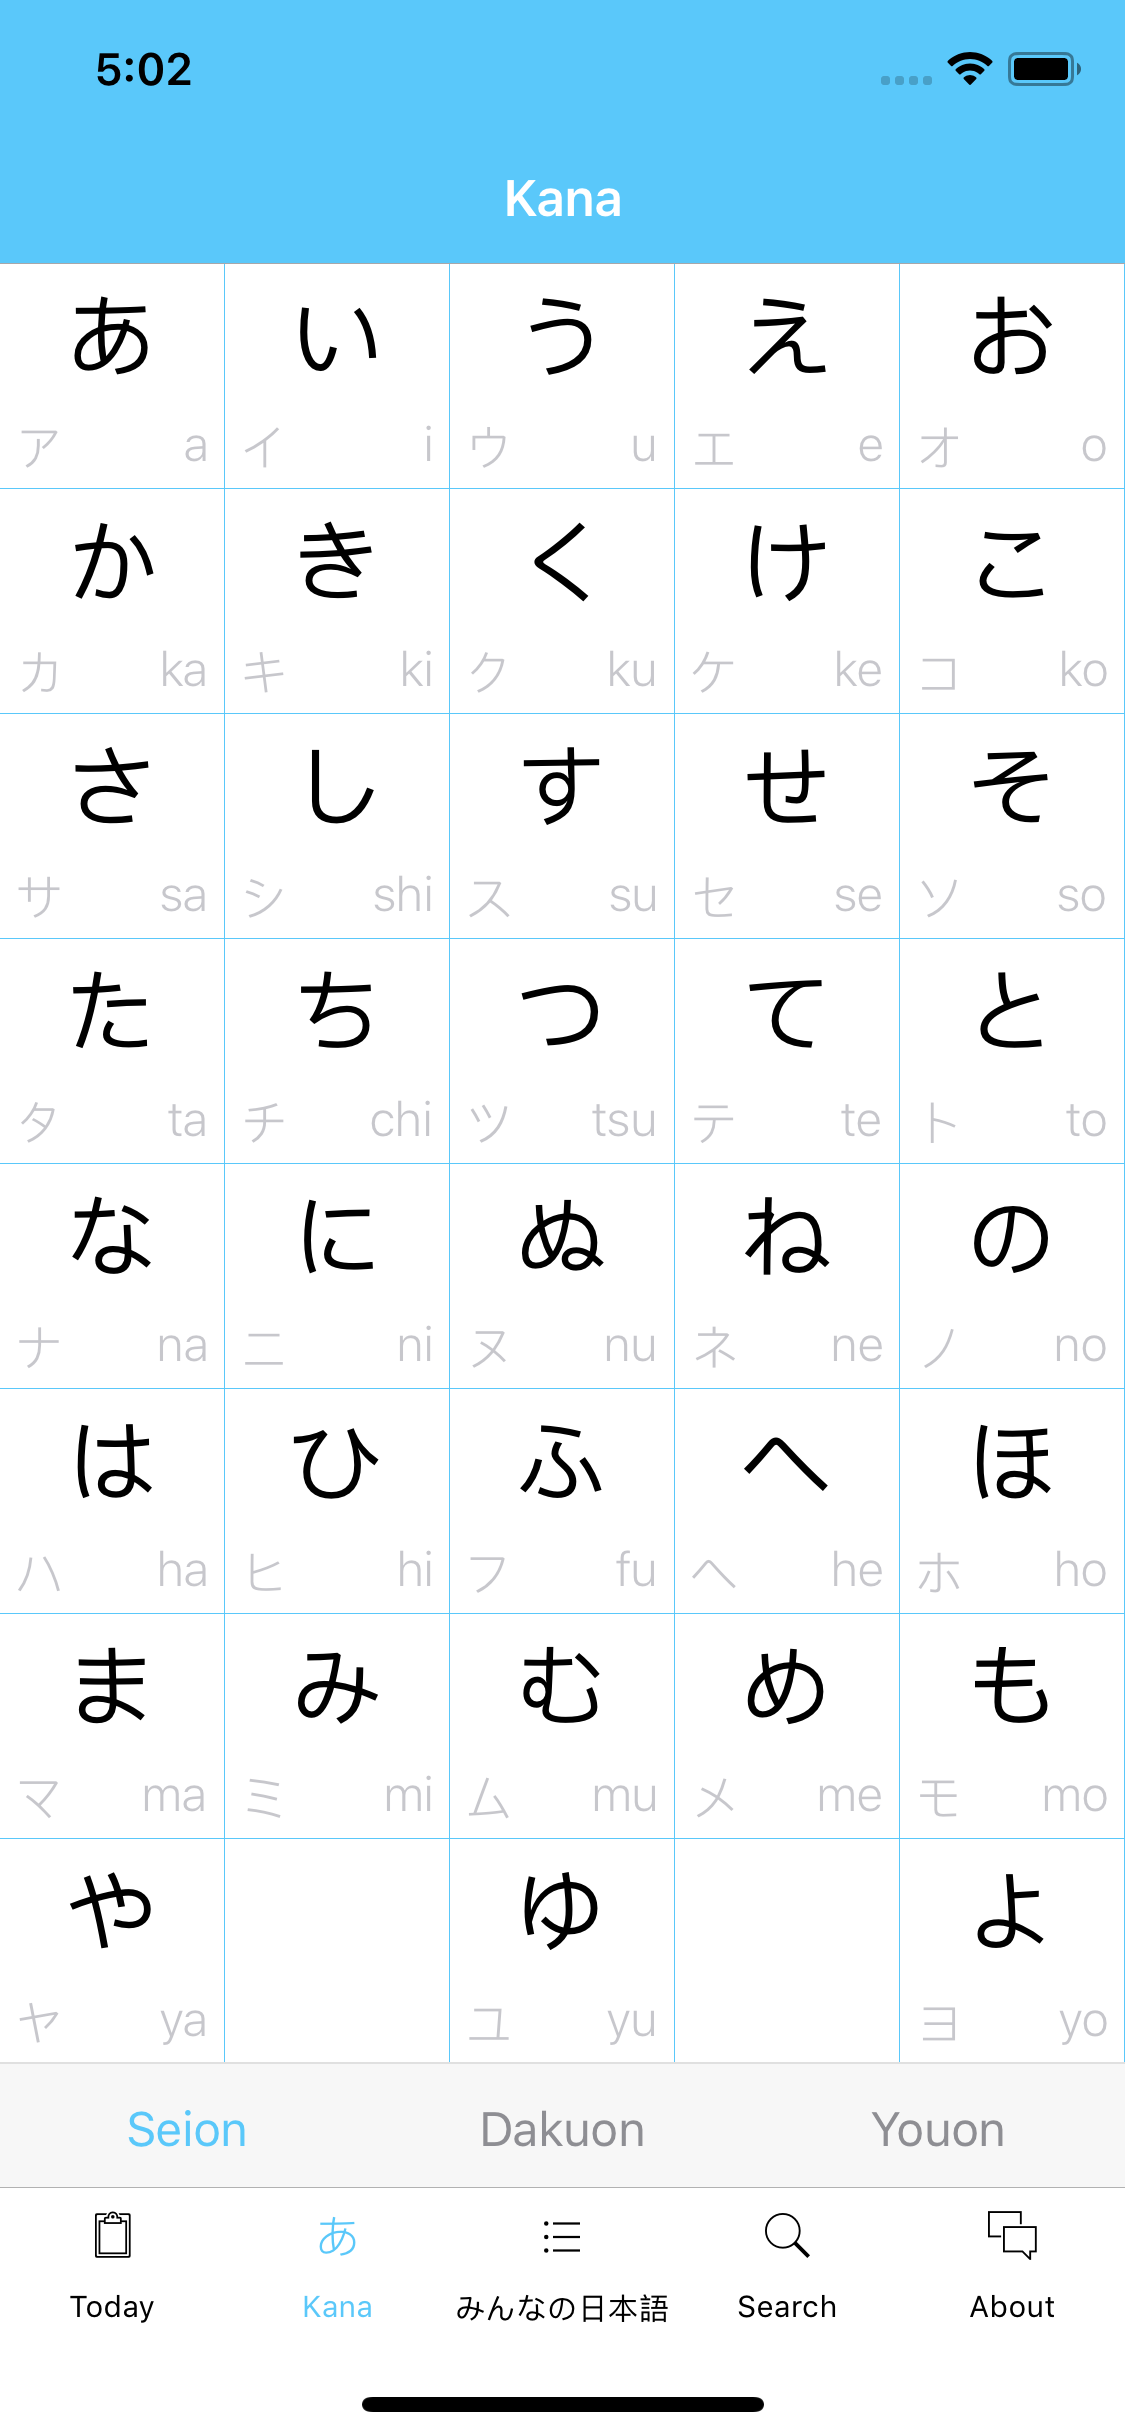 5:02
Kana
あ い う え お
ア a イ i ウ u エ e オ o
か き く け こ
カ ka キ ki ク ku ケ ke コ ko
さ し す せ そ
サ sa シ shi ス su セ se ソ so
た ち つ て と
タ ta チ chi ツ tsu テ te ト to
な に ぬ ね の
ナ na ニ ni ヌ nu ネ ne ノ no
は ひ ふ へ ほ
ハ ha ヒ hi フ fu ヘ he ホ ho
ま み む め も
マ ma ミ mi ム mu メ me モ mo
や ゆ よ
ヤ ya ユ yu ヨ yo
Seion Dakuon Youon
あ
Today Kana みんなの日本語 Search About